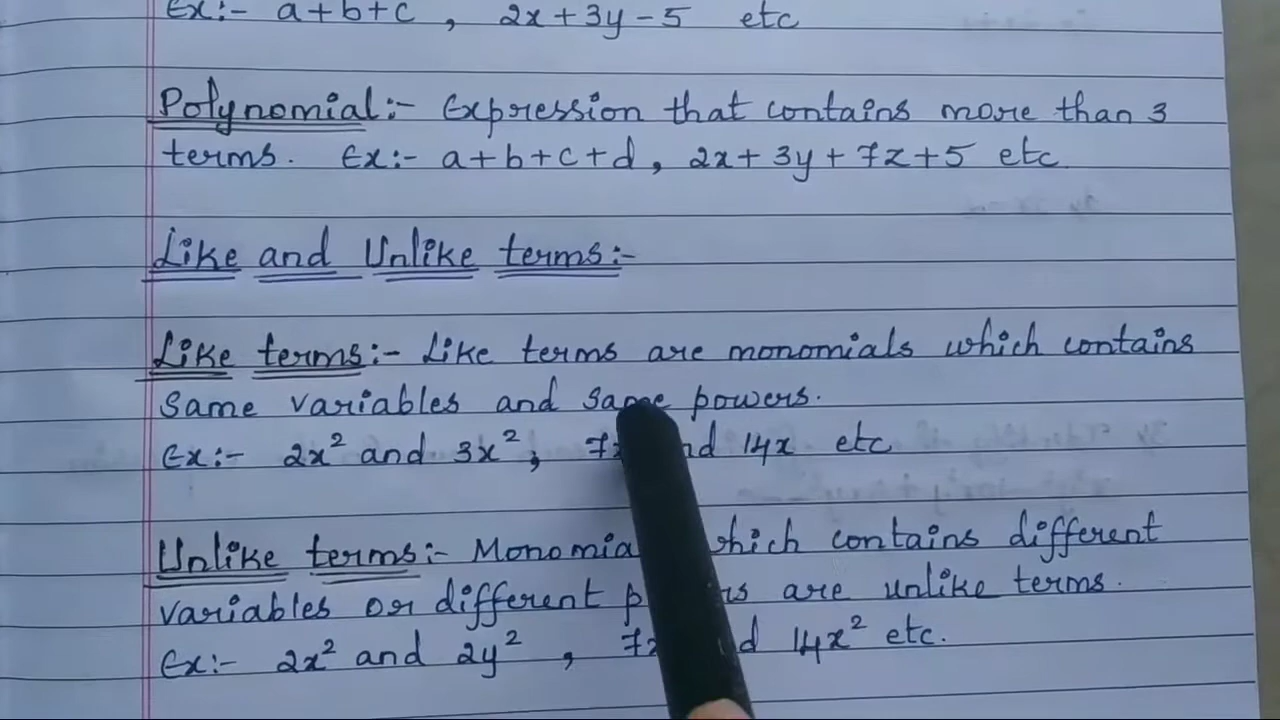 Ex:- a+b+c , 2x+3y-5 etc
Polynomial:- Expression that contains more than 3
terms. Ex:- a+b+c+d, 2x+3y+7z+5 etc
Like and Unlike terms:-
Like terms:- Like terms are monomials which contains
Same variables and same powers.
Ex:- 2x² and 3x², 14x etc
Unlike terms:- which contains different
variables or different are unlike terms.
Ex:- 2x² and 2y² , 14x² etc.